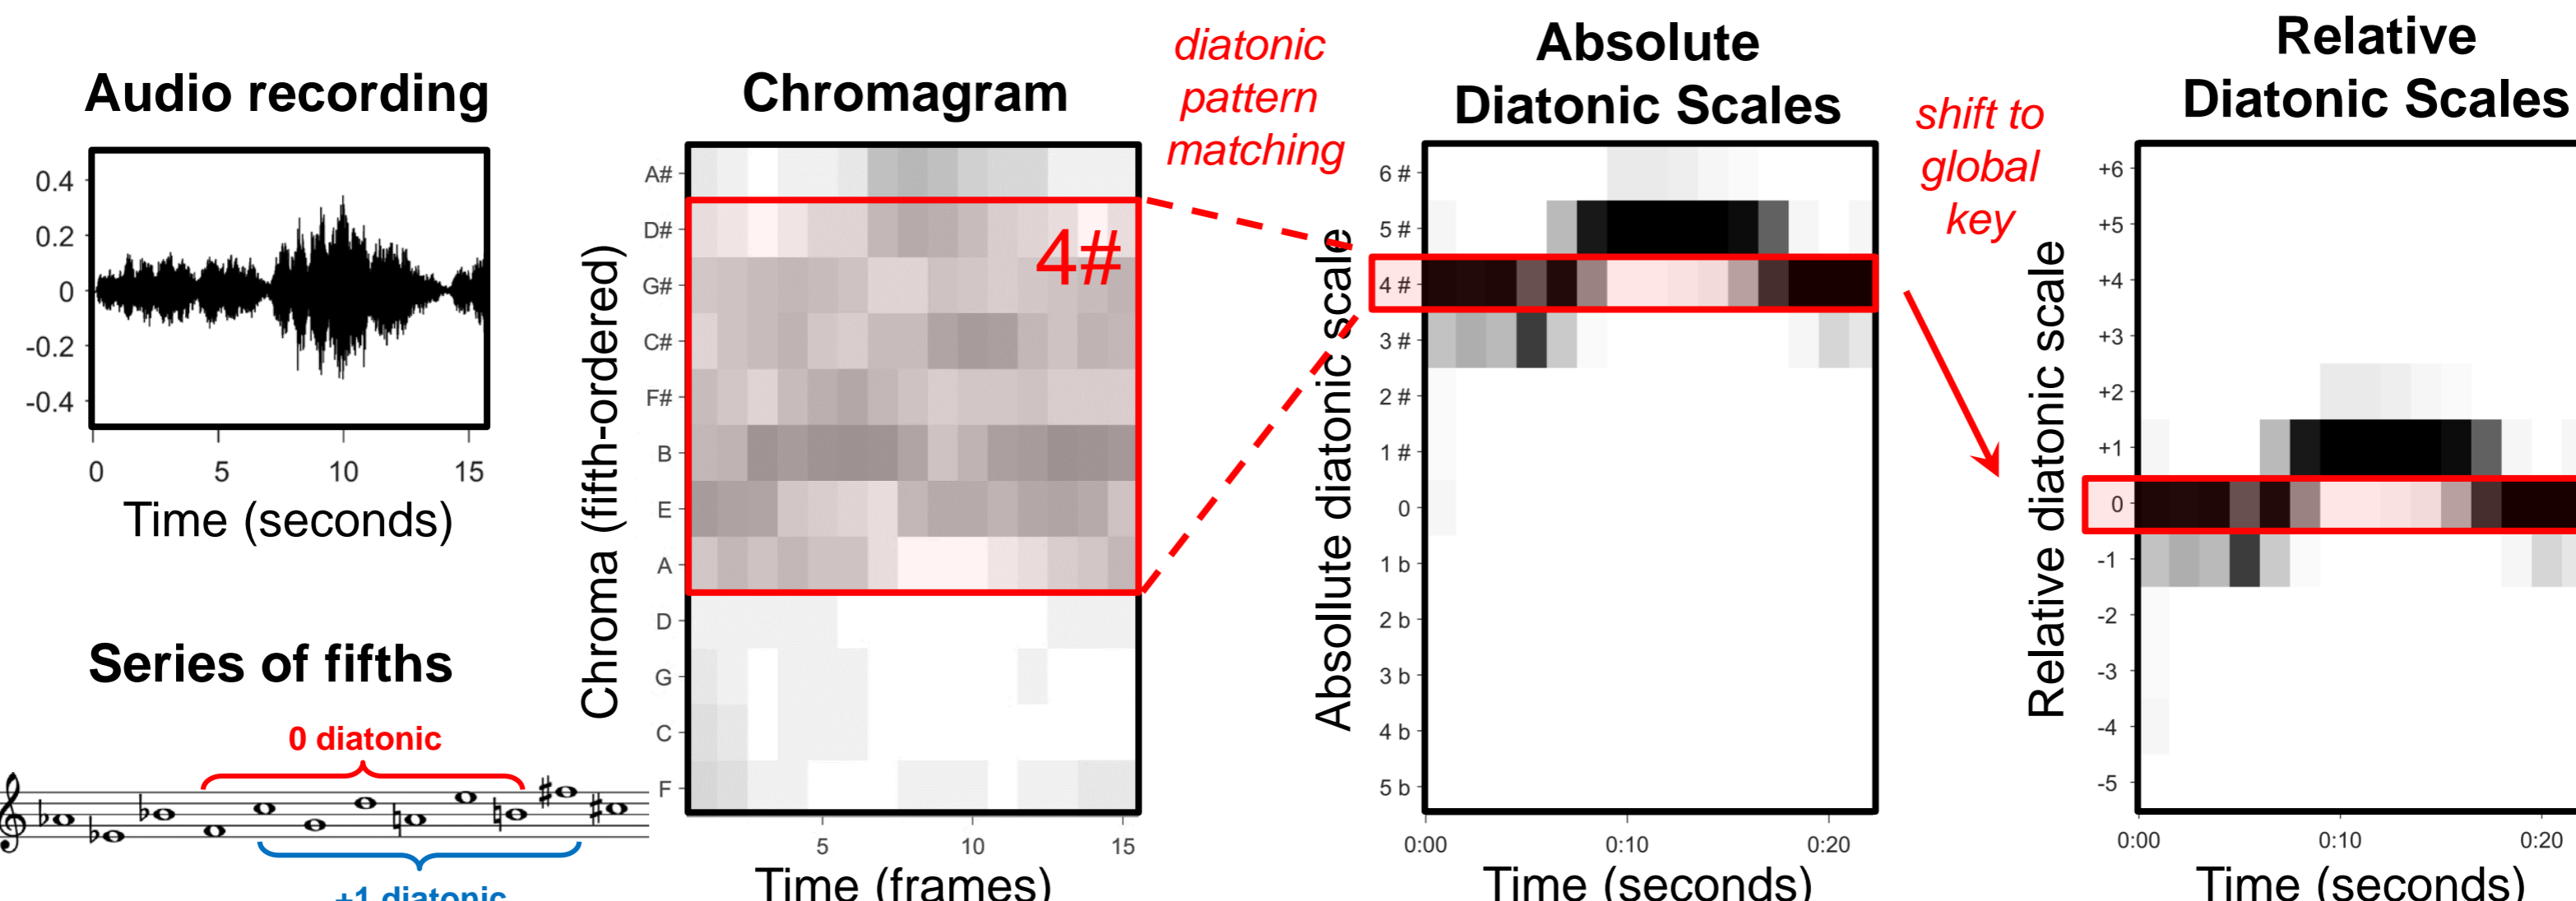 Audio recording
0.4
0.2
0
-0.2
-0.4
0 5 10 15
Time (seconds)
Series of fifths
0 diatonic
+1 diatonic
Chromagram
Chroma (fifth-ordered)
A#
D#
G#
C#
F#
B
E
A
D
G
C
F
4#
5 10 15
Time (frames)
diatonic
pattern
matching
Absolute
Diatonic Scales
Absollute diatonic scale
6 #
5 #
4 #
3 #
2 #
1 #
0
1 b
2 b
3 b
4 b
5 b
0:00 0:10 0:20
Time (seconds)
shift to
global
key
Relative
Diatonic Scales
Relative diatonic scale
+6
+5
+4
+3
+2
+1
0
-1
-2
-3
-4
-5
0:00 0:10 0:20
Time (seconds)